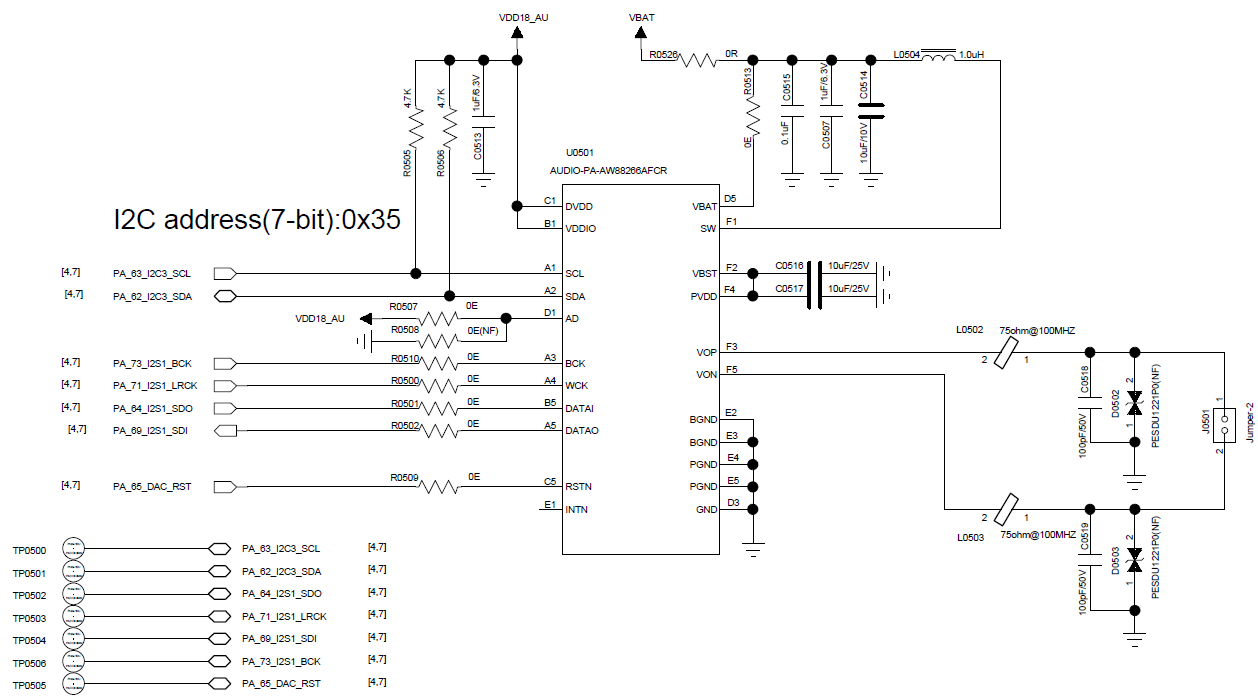 VDD18_AU
VBAT
R0526 0R
L0504 1.0uH
4.7K
R0505
4.7K
R0506
1uF/6.3V
C0513
R0513
0E
C0515
0.1uF
1uF/6.3V
C0507
C0514
10uF/10V
U0501
AUDIO-PA-AW88266AFCR
I2C address(7-bit):0x35
C1 DVDD
B1 VDDIO
A1 SCL
A2 SDA
D1 AD
A3 BCK
A4 WCK
B5 DATAI
A5 DATAO
C5 RSTN
E1 INTN
VBAT D5
SW F1
VBST F2
PVDD F4
VOP F3
VON F5
BGND E2
BGND E3
PGND E4
PGND E5
GND D3
[4,7] PA_63_I2C3_SCL
[4,7] PA_62_I2C3_SDA
VDD18_AU R0507 0E
R0508 0E(NF)
[4,7] PA_73_I2S1_BCK R0510 0E
[4,7] PA_71_I2S1_LRCK R0500 0E
[4,7] PA_64_I2S1_SDO R0501 0E
[4,7] PA_69_I2S1_SDI R0502 0E
[4,7] PA_65_DAC_RST R0509 0E
C0516 10uF/25V
C0517 10uF/25V
L0502 75ohm@100MHZ
2 1
C0518
100pF/50V
2
D0502
1
PESDU1221P0(NF)
1
J0501
2
Jumper-2
2 1
L0503 75ohm@100MHZ
C0519
100pF/50V
2
D0503
1
PESDU1221P0(NF)
TP0500 PA_63_I2C3_SCL [4,7]
TP0501 PA_62_I2C3_SDA [4,7]
TP0502 PA_64_I2S1_SDO [4,7]
TP0503 PA_71_I2S1_LRCK [4,7]
TP0504 PA_69_I2S1_SDI [4,7]
TP0506 PA_73_I2S1_BCK [4,7]
TP0505 PA_65_DAC_RST [4,7]